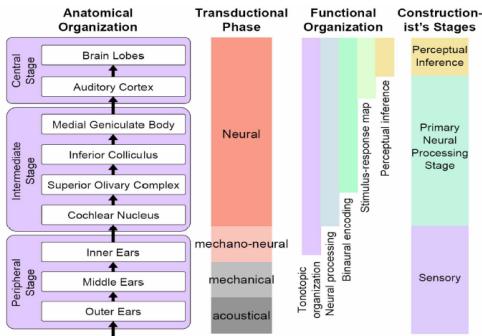 Anatomical
Organization
Transductional
Phase
Functional
Organization
Construction-
ist's Stages
Central
Stage
Brain Lobes
Auditory Cortex
Intermediate
Stage
Medial Geniculate Body
Inferior Colliculus
Superior Olivary Complex
Cochlear Nucleus
Peripheral
Stage
Inner Ears
Middle Ears
Outer Ears
Neural
mechano-neural
mechanical
acoustical
Tonotopic
organization
Neural processing
Binaural encoding
Stimulus-response map
Perceptual inference
Perceptual
Inference
Primary
Neural
Processing
Stage
Sensory